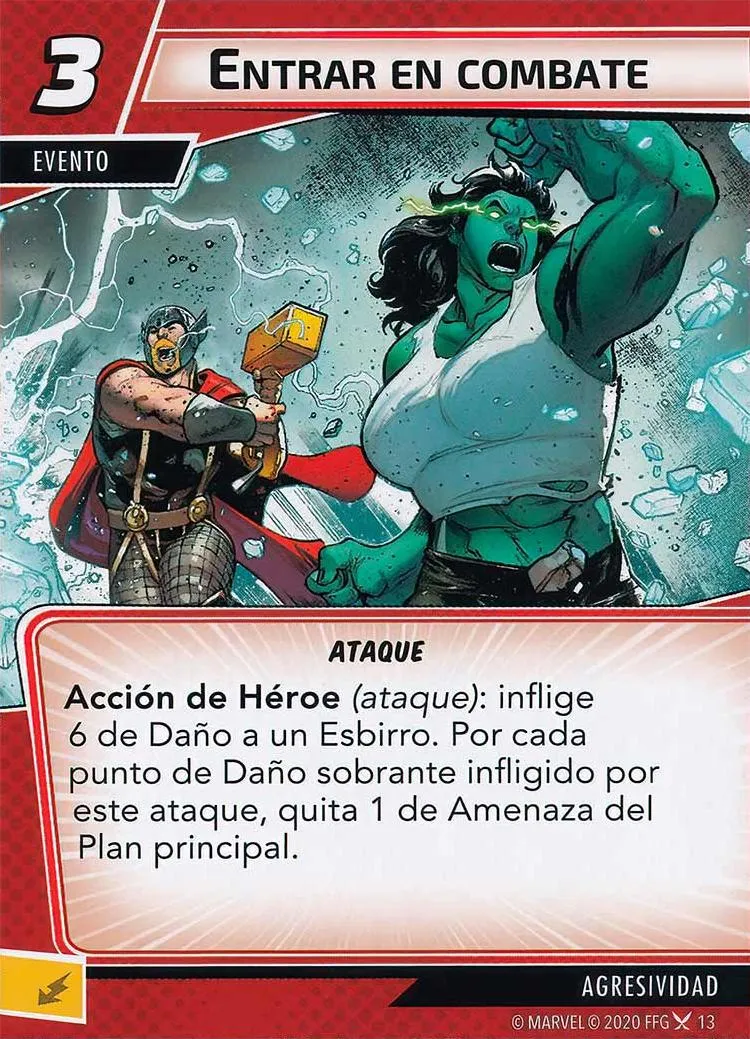 3
ENTRAR EN COMBATE
EVENTO
ATAQUE
Acción de Héroe (ataque): inflige
6 de Daño a un Esbirro. Por cada
punto de Daño sobrante infligido por
este ataque, quita 1 de Amenaza del
Plan principal.
AGRESIVIDAD
© MARVEL © 2020 FFG 13